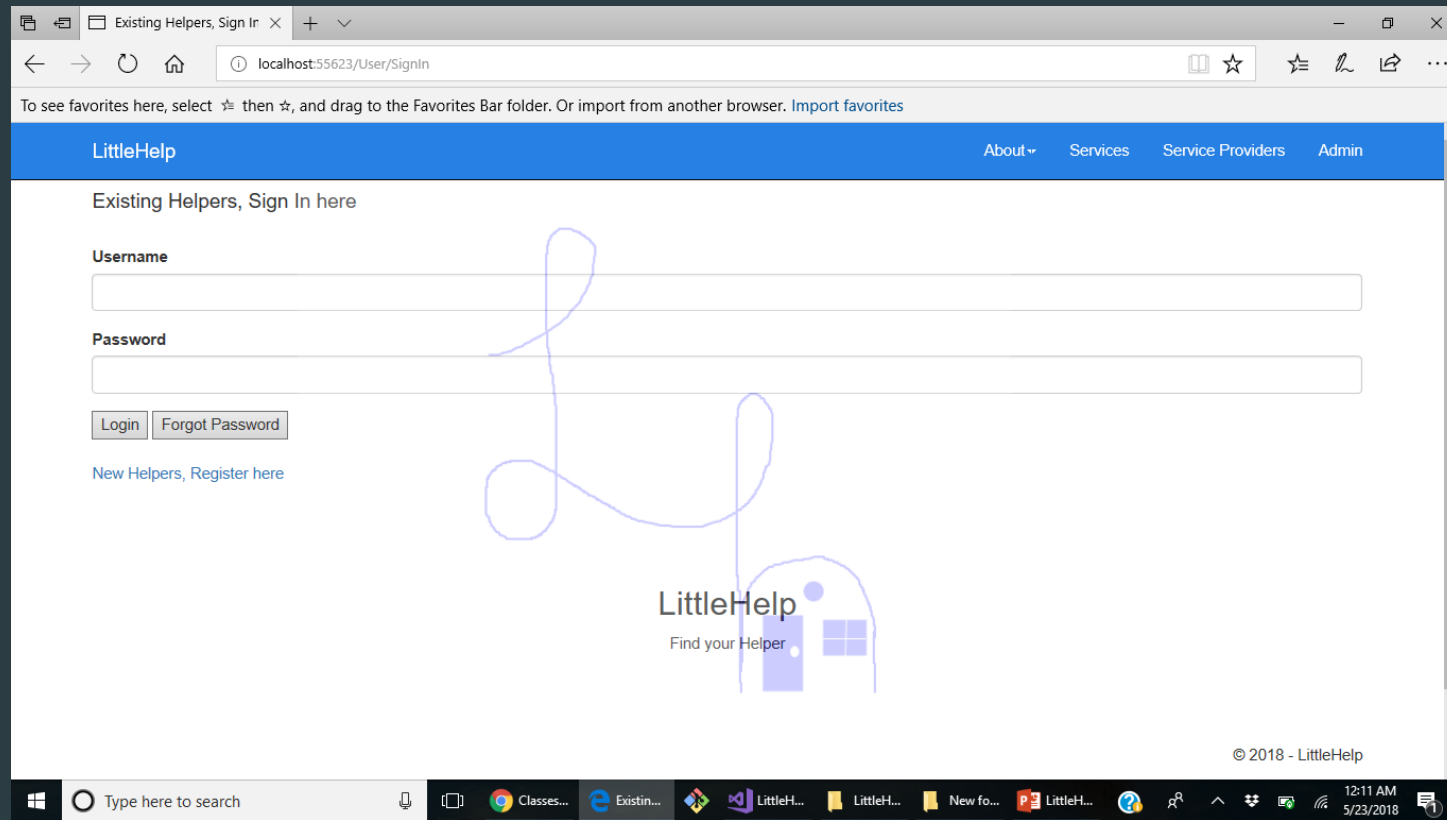 Existing Helpers, Sign In
localhost:55623/User/SignIn
To see favorites here, select then , and drag to the Favorites Bar folder. Or import from another browser. Import favorites
LittleHelp About Services Service Providers Admin
Existing Helpers, Sign In here
Username
Password
Login Forgot Password
New Helpers, Register here
LittleHelp
Find your Helper
© 2018 - LittleHelp
Type here to search Classes... Existin... LittleH... LittleH... New fo... LittleH... 12:11 AM
5/23/2018